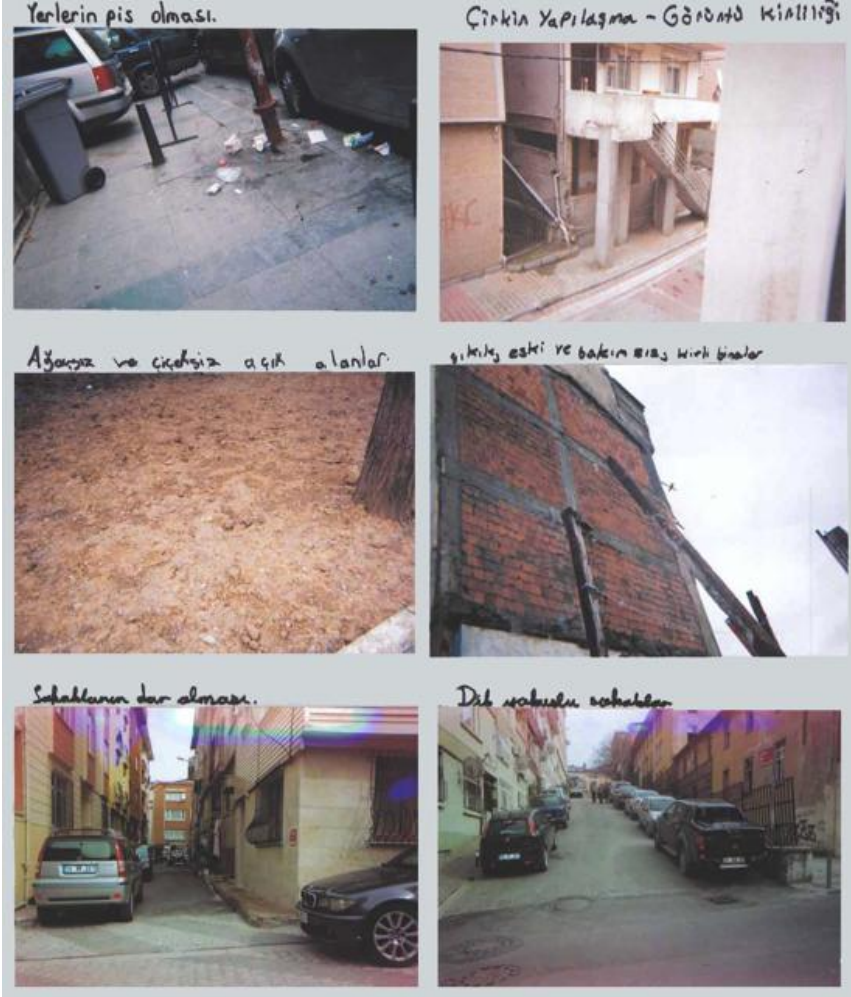 Yerlerin pis olması.
Çirkin Yapılaşma - Görüntü Kirliliği
Ağaçsız ve çiçeksiz açık alanlar.
yıkık, eski ve bakımsız, kirli binalar
Sokakların dar olması.
Dik yokuşlu sokaklar